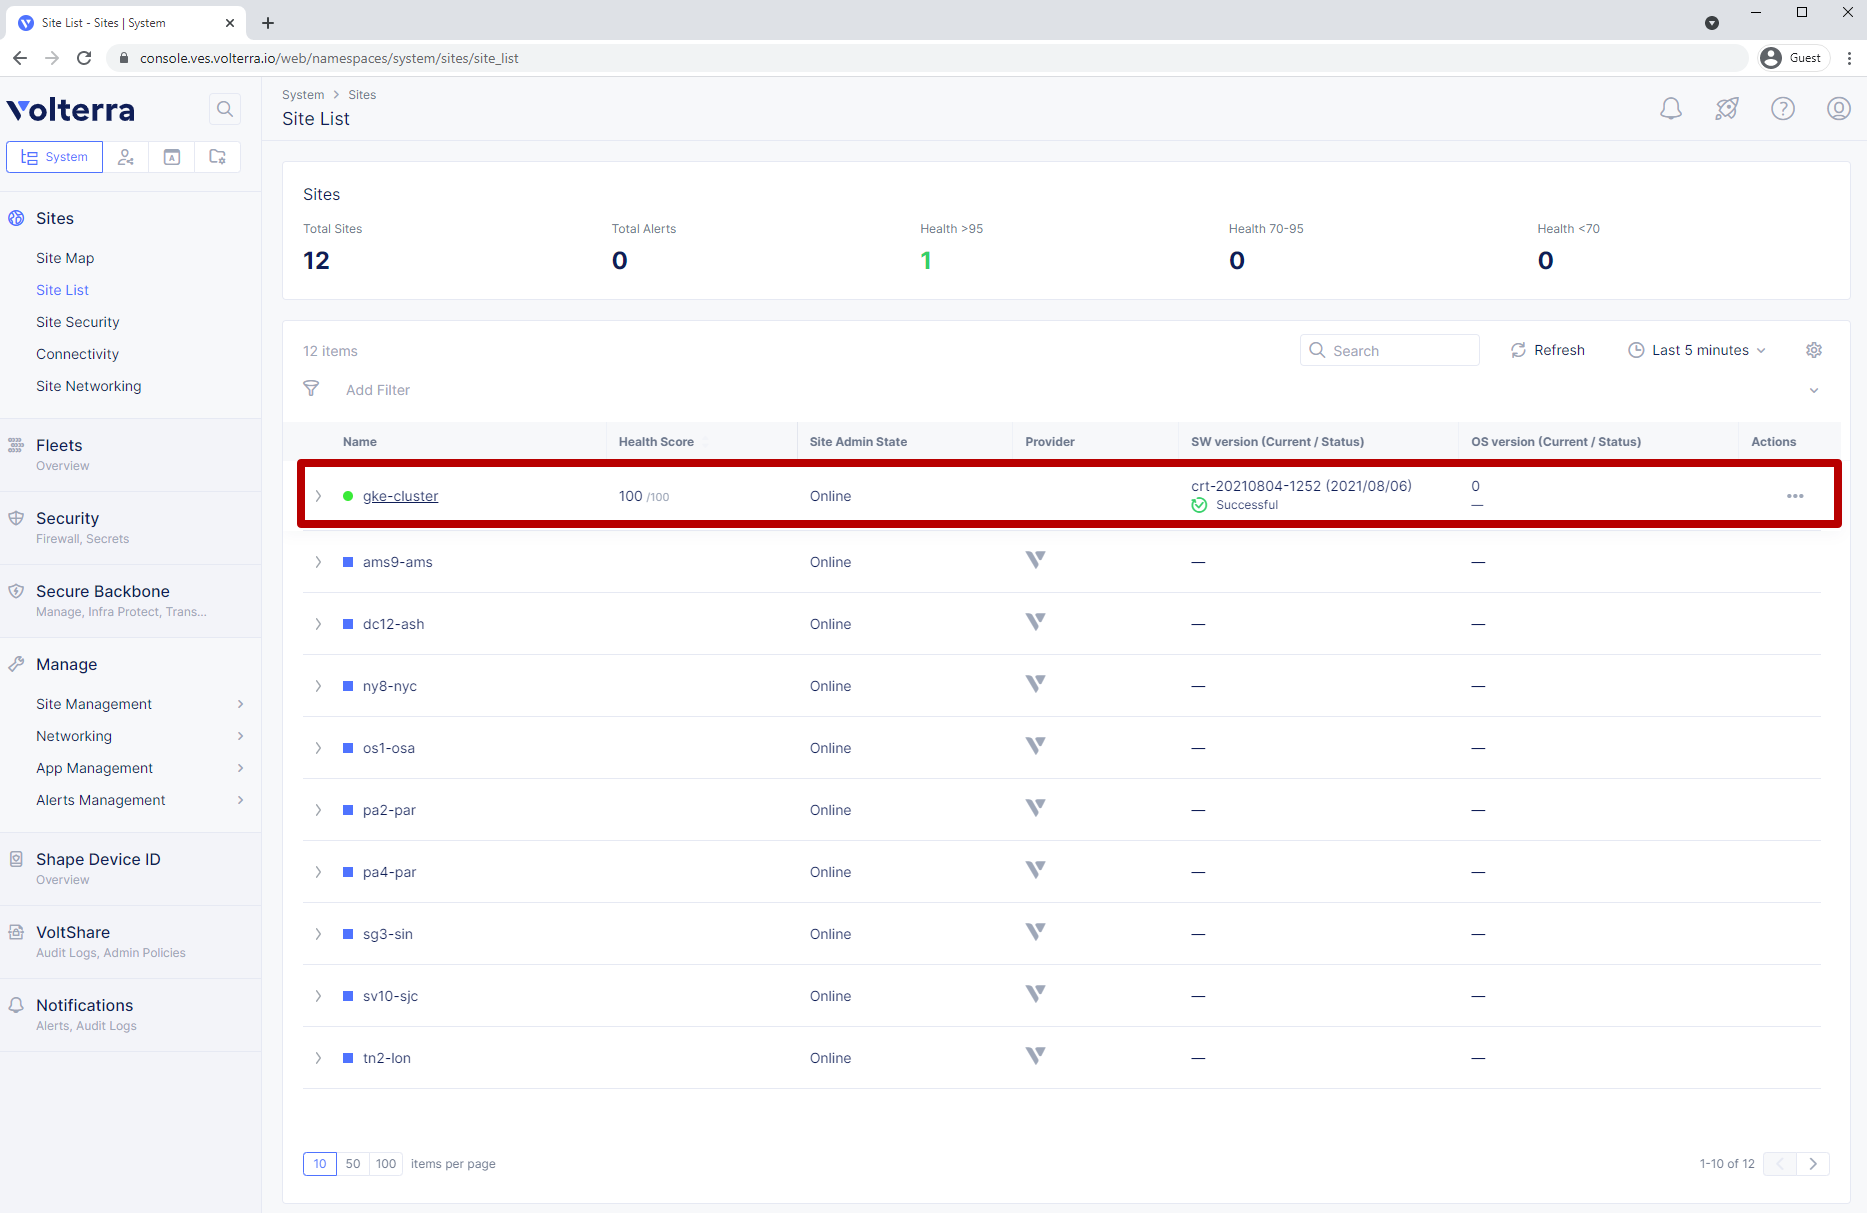 Site List - Sites | System
console.ves.volterra.io/web/namespaces/system/sites/site_list
Guest
Volterra
System
Sites
Site Map
Site List
Site Security
Connectivity
Site Networking
Fleets
Overview
Security
Firewall, Secrets
Secure Backbone
Manage, Infra Protect, Trans...
Manage
Site Management
Networking
App Management
Alerts Management
Shape Device ID
Overview
VoltShare
Audit Logs, Admin Policies
Notifications
Alerts, Audit Logs
System > Sites
Site List
Sites
Total Sites Total Alerts Health >95 Health 70-95 Health <70
12 0 1 0 0
12 items Search Refresh Last 5 minutes
Add Filter
Name Health Score Site Admin State Provider SW version (Current / Status) OS version (Current / Status) Actions
gke-cluster 100 /100 Online crt-20210804-1252 (2021/08/06) 0
Successful —
ams9-ams Online — —
dc12-ash Online — —
ny8-nyc Online — —
os1-osa Online — —
pa2-par Online — —
pa4-par Online — —
sg3-sin Online — —
sv10-sjc Online — —
tn2-lon Online — —
10 50 100 items per page 1-10 of 12